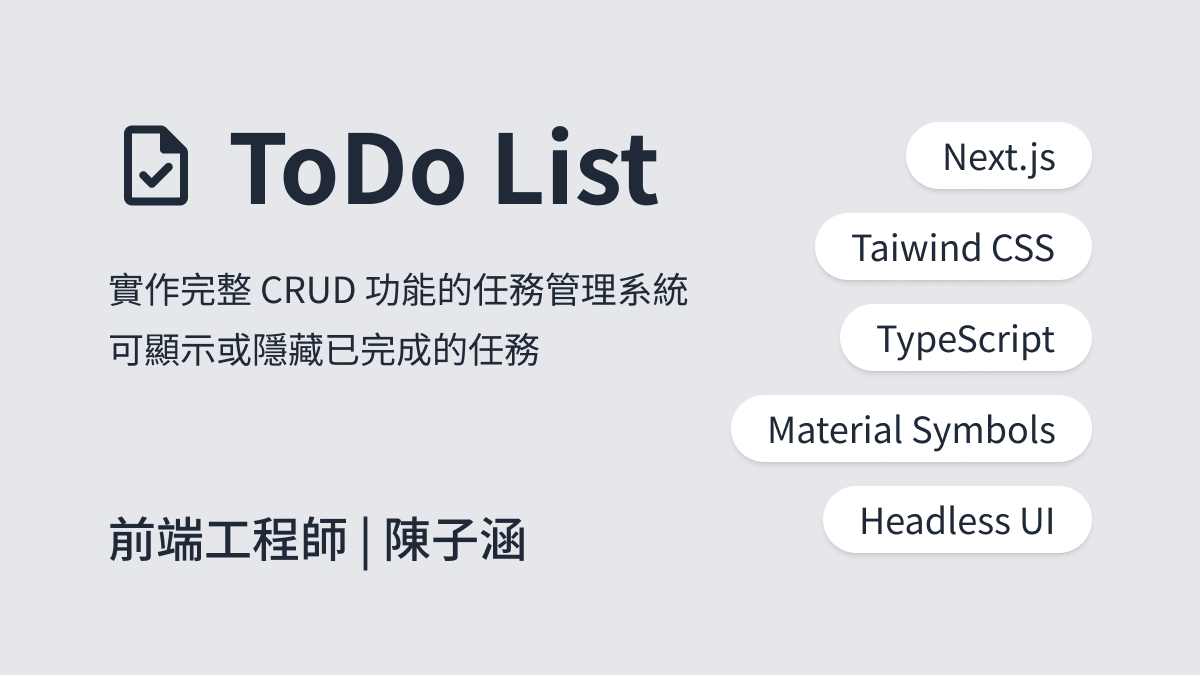 ToDo List
實作完整 CRUD 功能的任務管理系統
可顯示或隱藏已完成的任務
前端工程師 | 陳子涵
Next.js
Taiwind CSS
TypeScript
Material Symbols
Headless UI